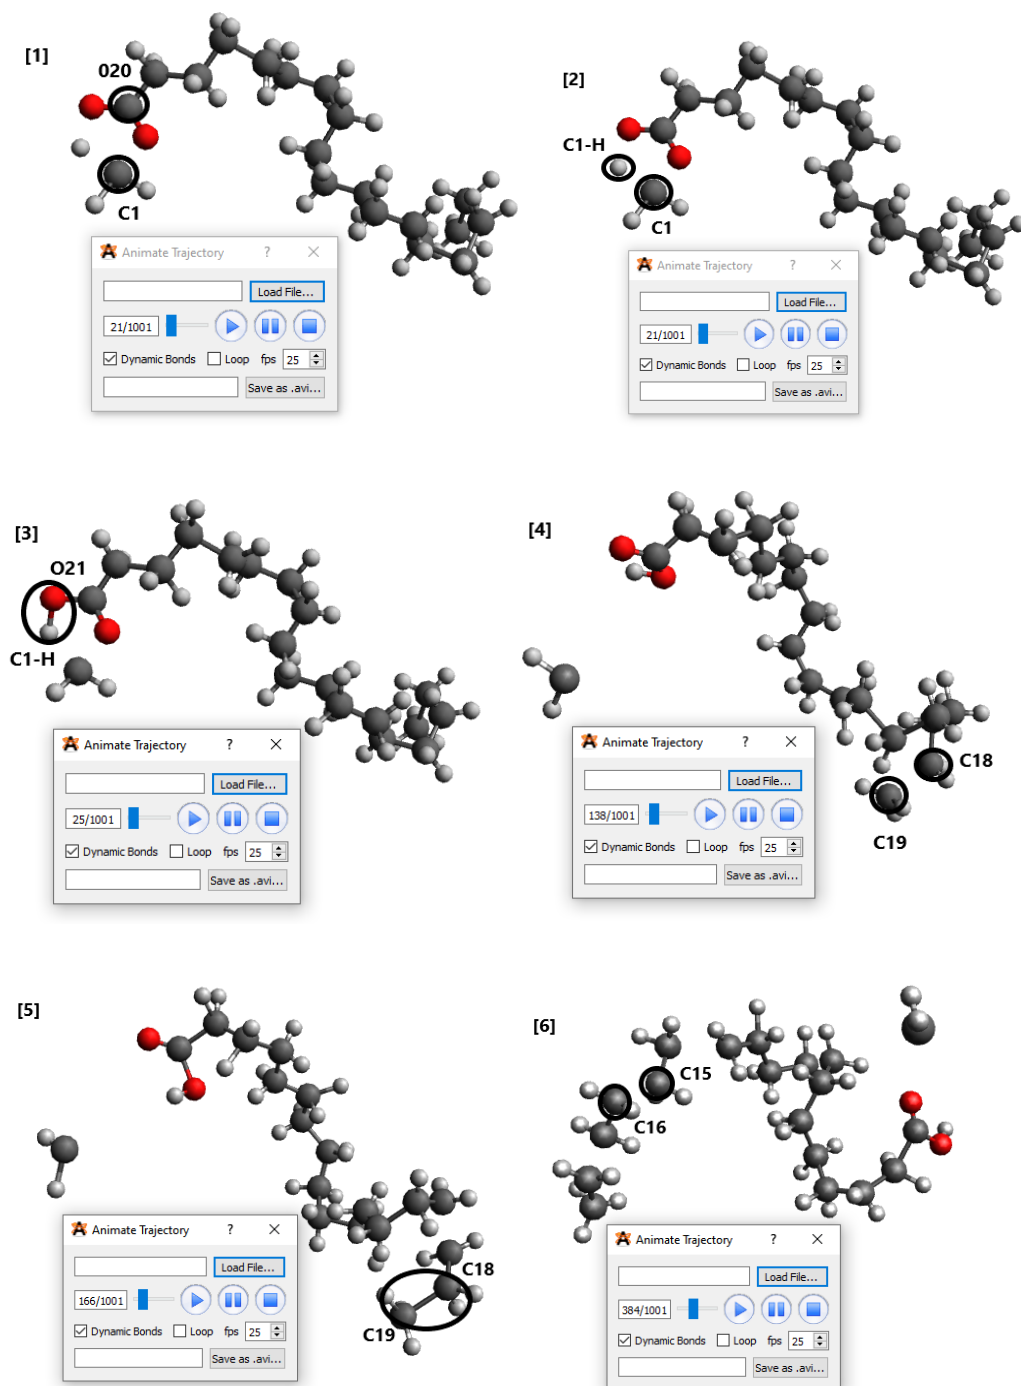 [1]
020
C1
Animate Trajectory ? ×
Load File...
21/1001
Dynamic Bonds Loop fps 25
Save as .avi...
[2]
C1-H
C1
Animate Trajectory ? ×
Load File...
21/1001
Dynamic Bonds Loop fps 25
Save as .avi...
[3]
O21
C1-H
Animate Trajectory ? ×
Load File...
25/1001
Dynamic Bonds Loop fps 25
Save as .avi...
[4]
C18
C19
Animate Trajectory ? ×
Load File...
138/1001
Dynamic Bonds Loop fps 25
Save as .avi...
[5]
C18
C19
Animate Trajectory ? ×
Load File...
166/1001
Dynamic Bonds Loop fps 25
Save as .avi...
[6]
C15
C16
Animate Trajectory ? ×
Load File...
384/1001
Dynamic Bonds Loop fps 25
Save as .avi...